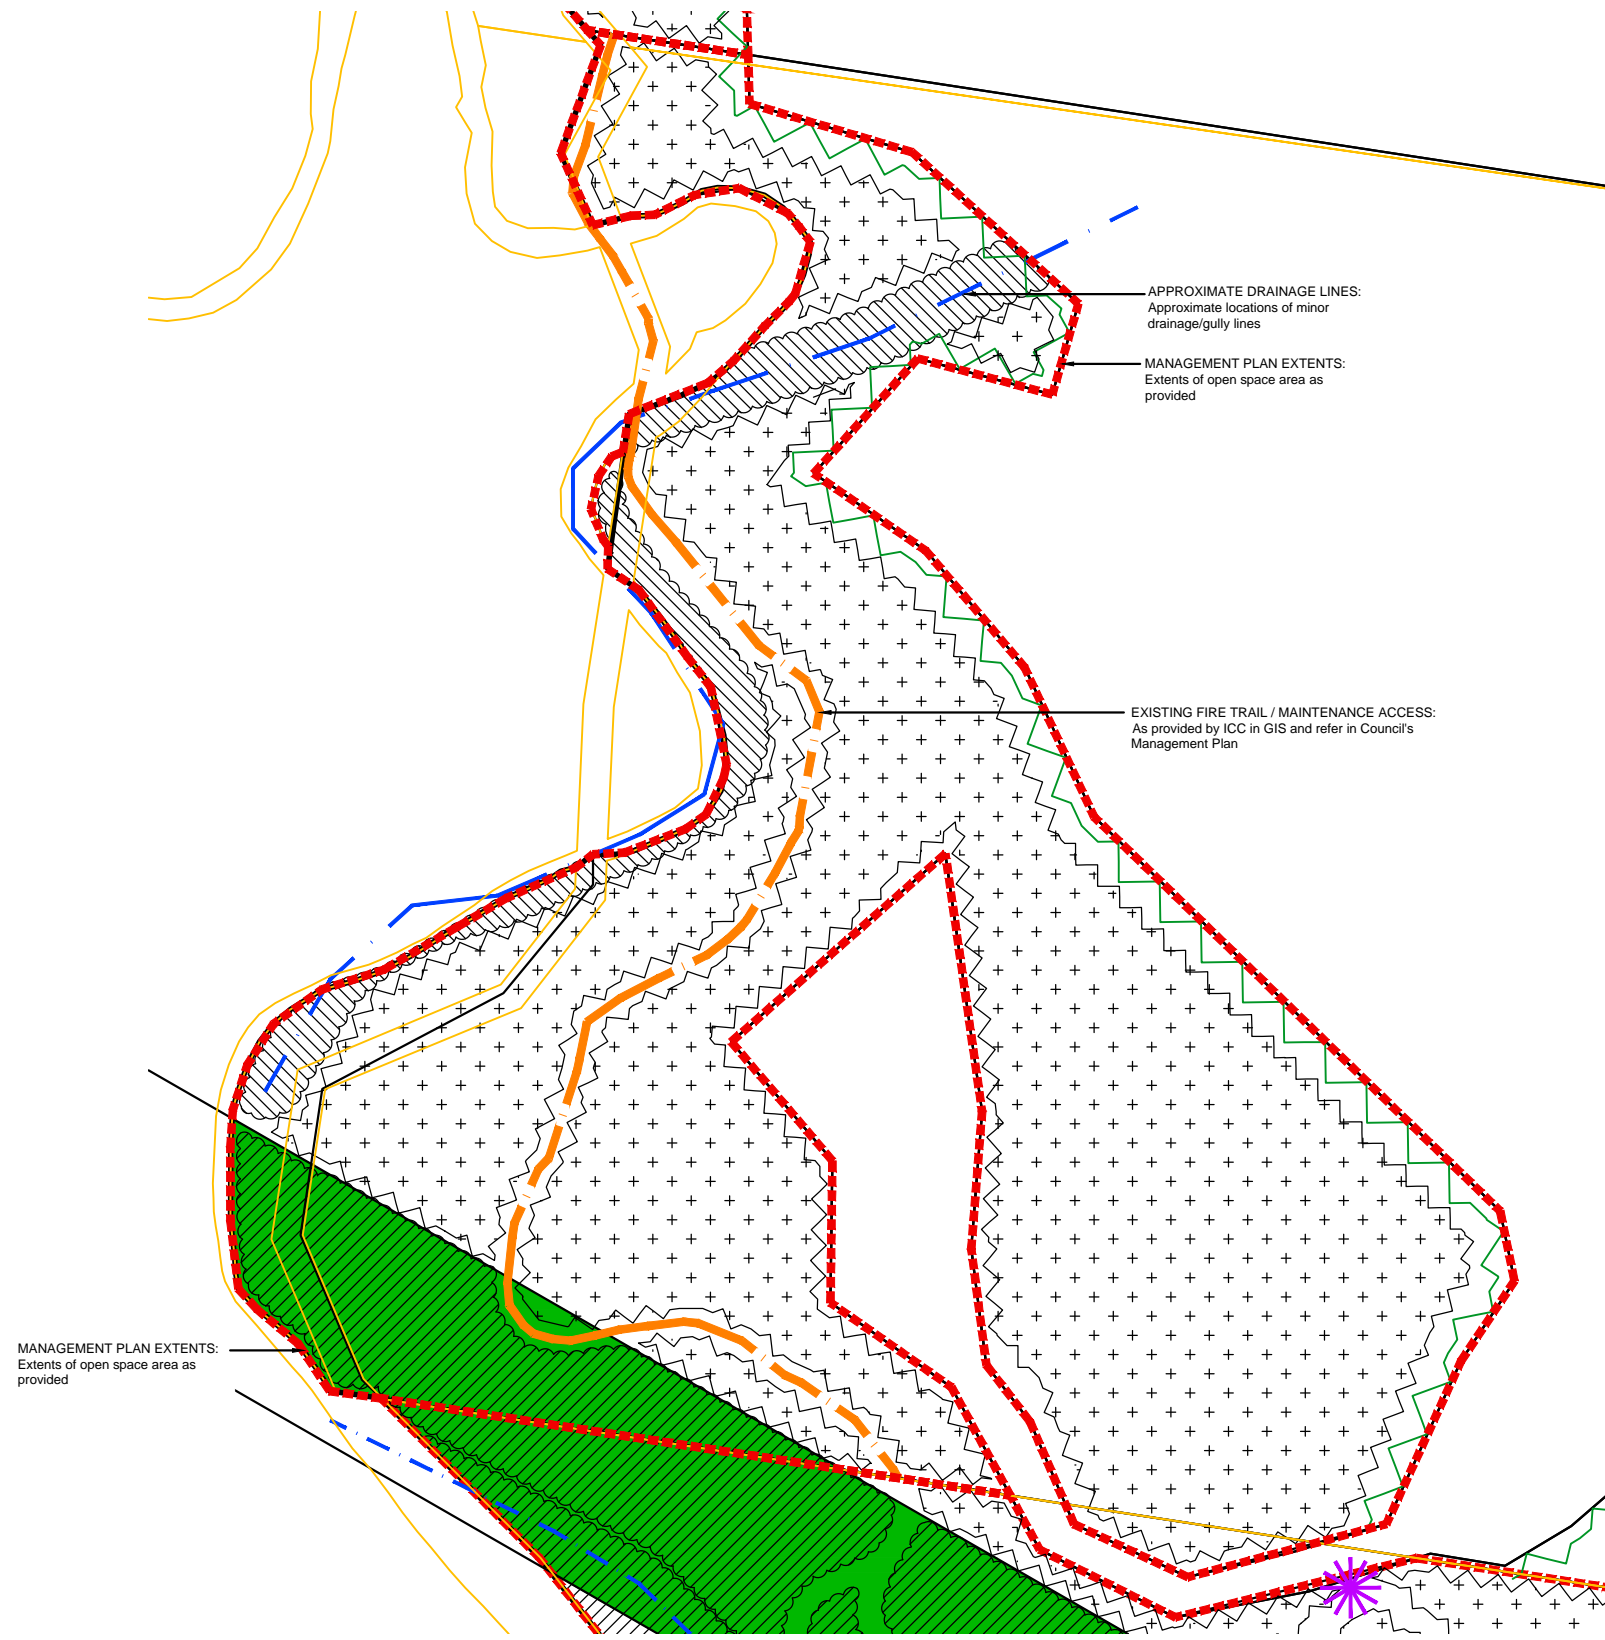 APPROXIMATE DRAINAGE LINES:
Approximate locations of minor
drainage/gully lines
MANAGEMENT PLAN EXTENTS:
Extents of open space area as
provided
EXISTING FIRE TRAIL / MAINTENANCE ACCESS:
As provided by ICC in GIS and refer in Council's
Management Plan
MANAGEMENT PLAN EXTENTS:
Extents of open space area as
provided